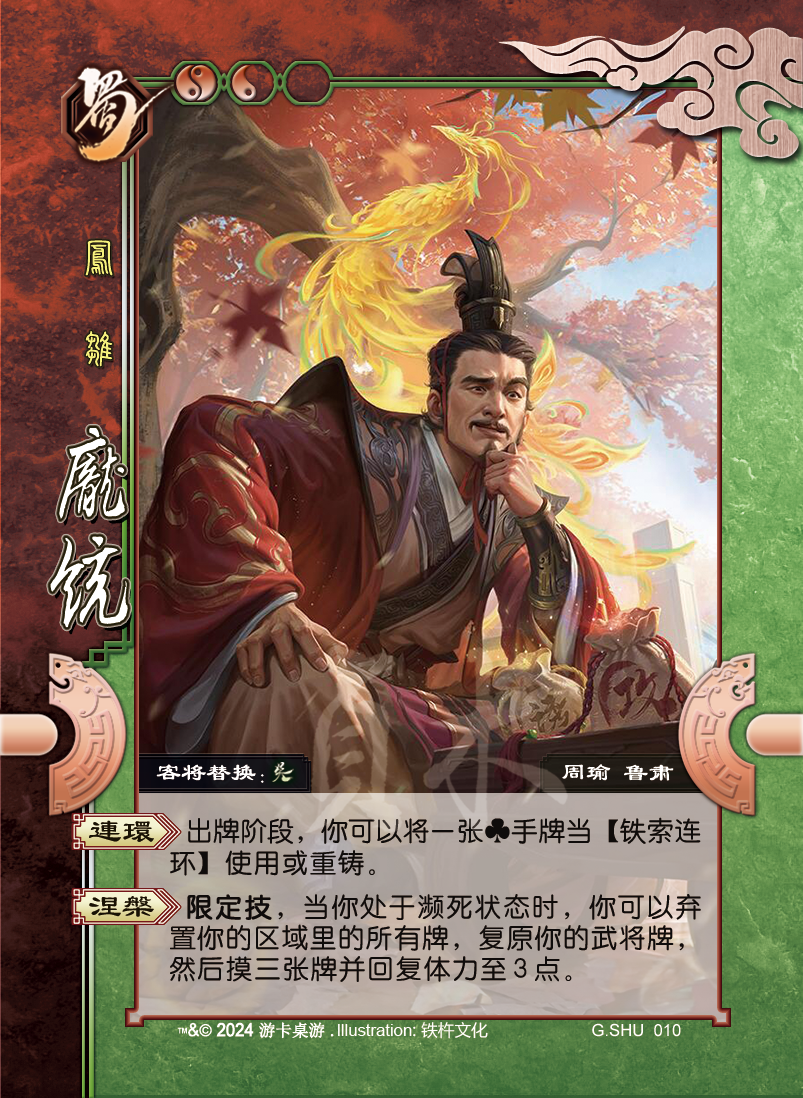 蜀
鳳雛
龐统
攻
客将替换：吴
周瑜 鲁肃
連環 出牌阶段，你可以将一张♣手牌当【铁索连
环】使用或重铸。
涅槃 限定技，当你处于濒死状态时，你可以弃
置你的区域里的所有牌，复原你的武将牌，
然后摸三张牌并回复体力至3点。
™&© 2024 游卡桌游 . Illustration: 铁杵文化
G.SHU 010